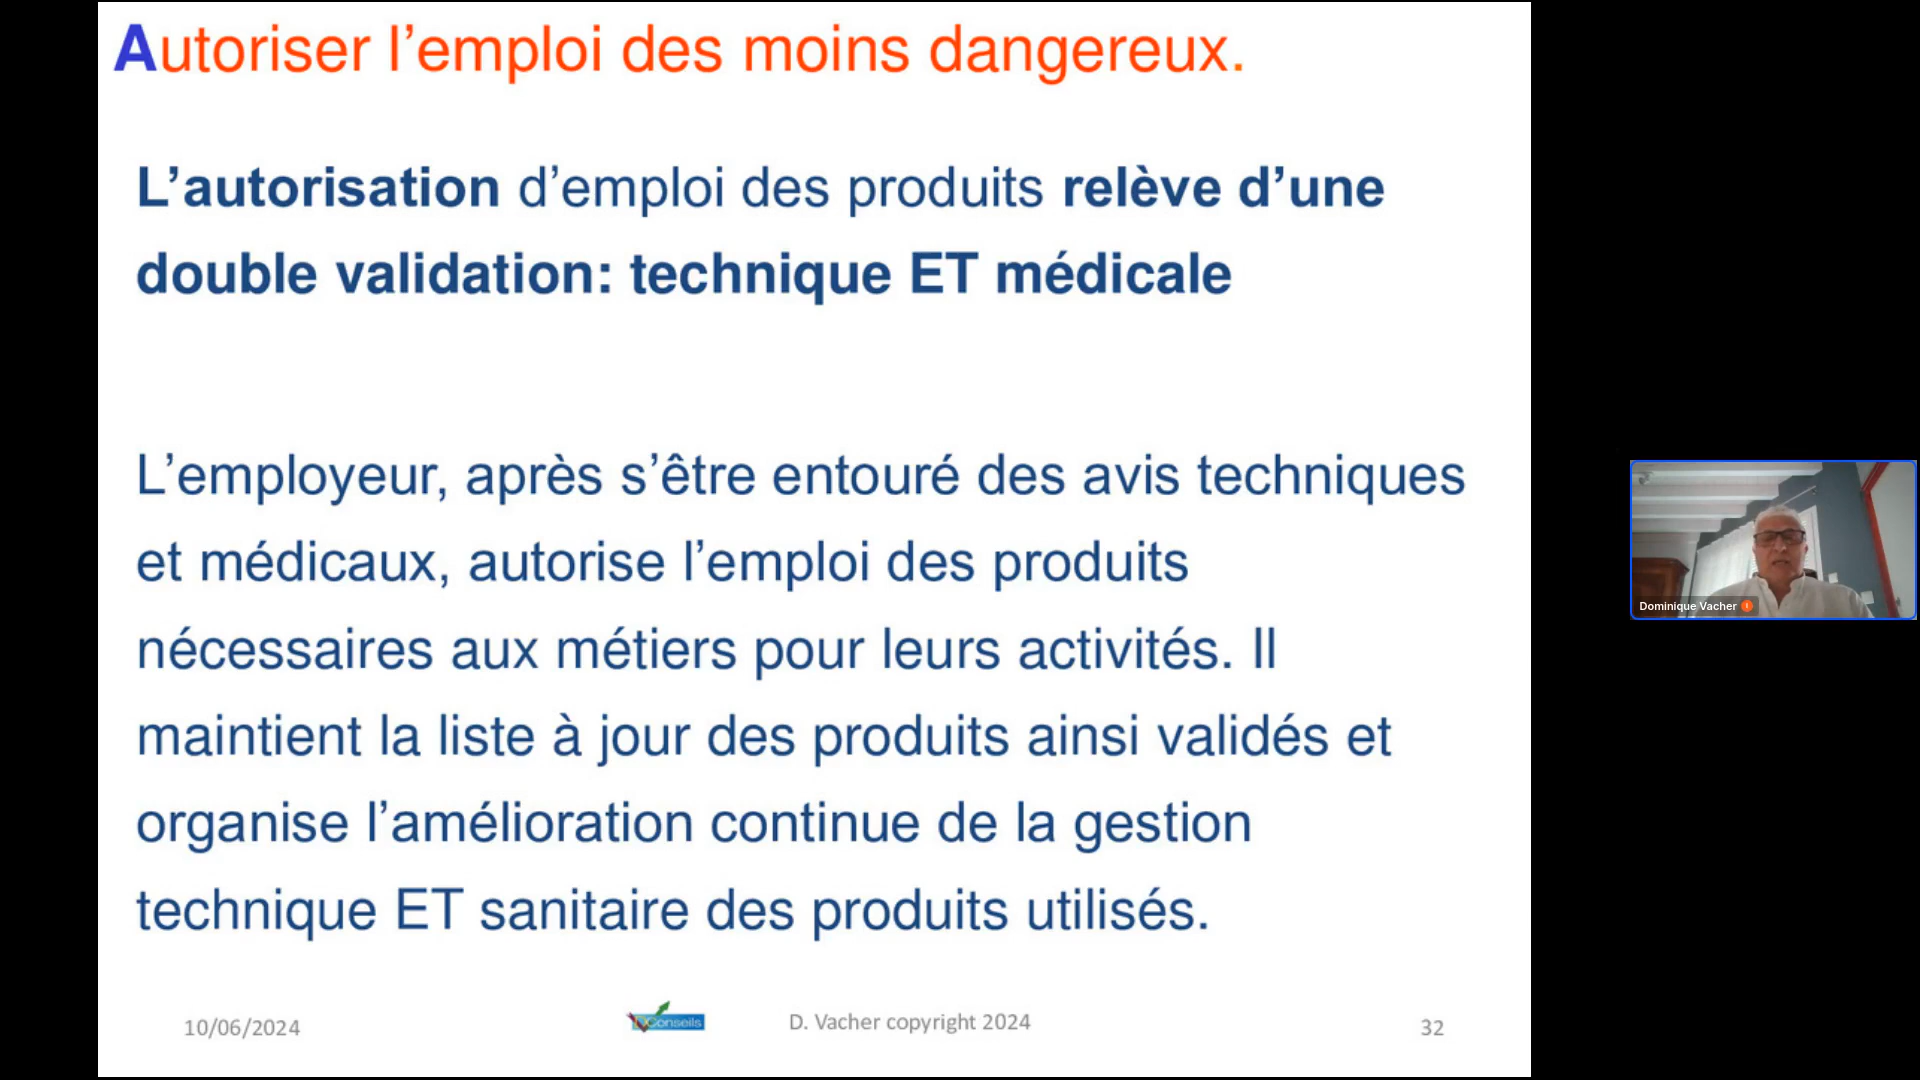 Autoriser l’emploi des moins dangereux.
L’autorisation d’emploi des produits relève d’une
double validation: technique ET médicale
L’employeur, après s’être entouré des avis techniques
et médicaux, autorise l’emploi des produits
nécessaires aux métiers pour leurs activités. Il
maintient la liste à jour des produits ainsi validés et
organise l’amélioration continue de la gestion
technique ET sanitaire des produits utilisés.
10/06/2024
Conseils
D. Vacher copyright 2024
32
Dominique Vacher